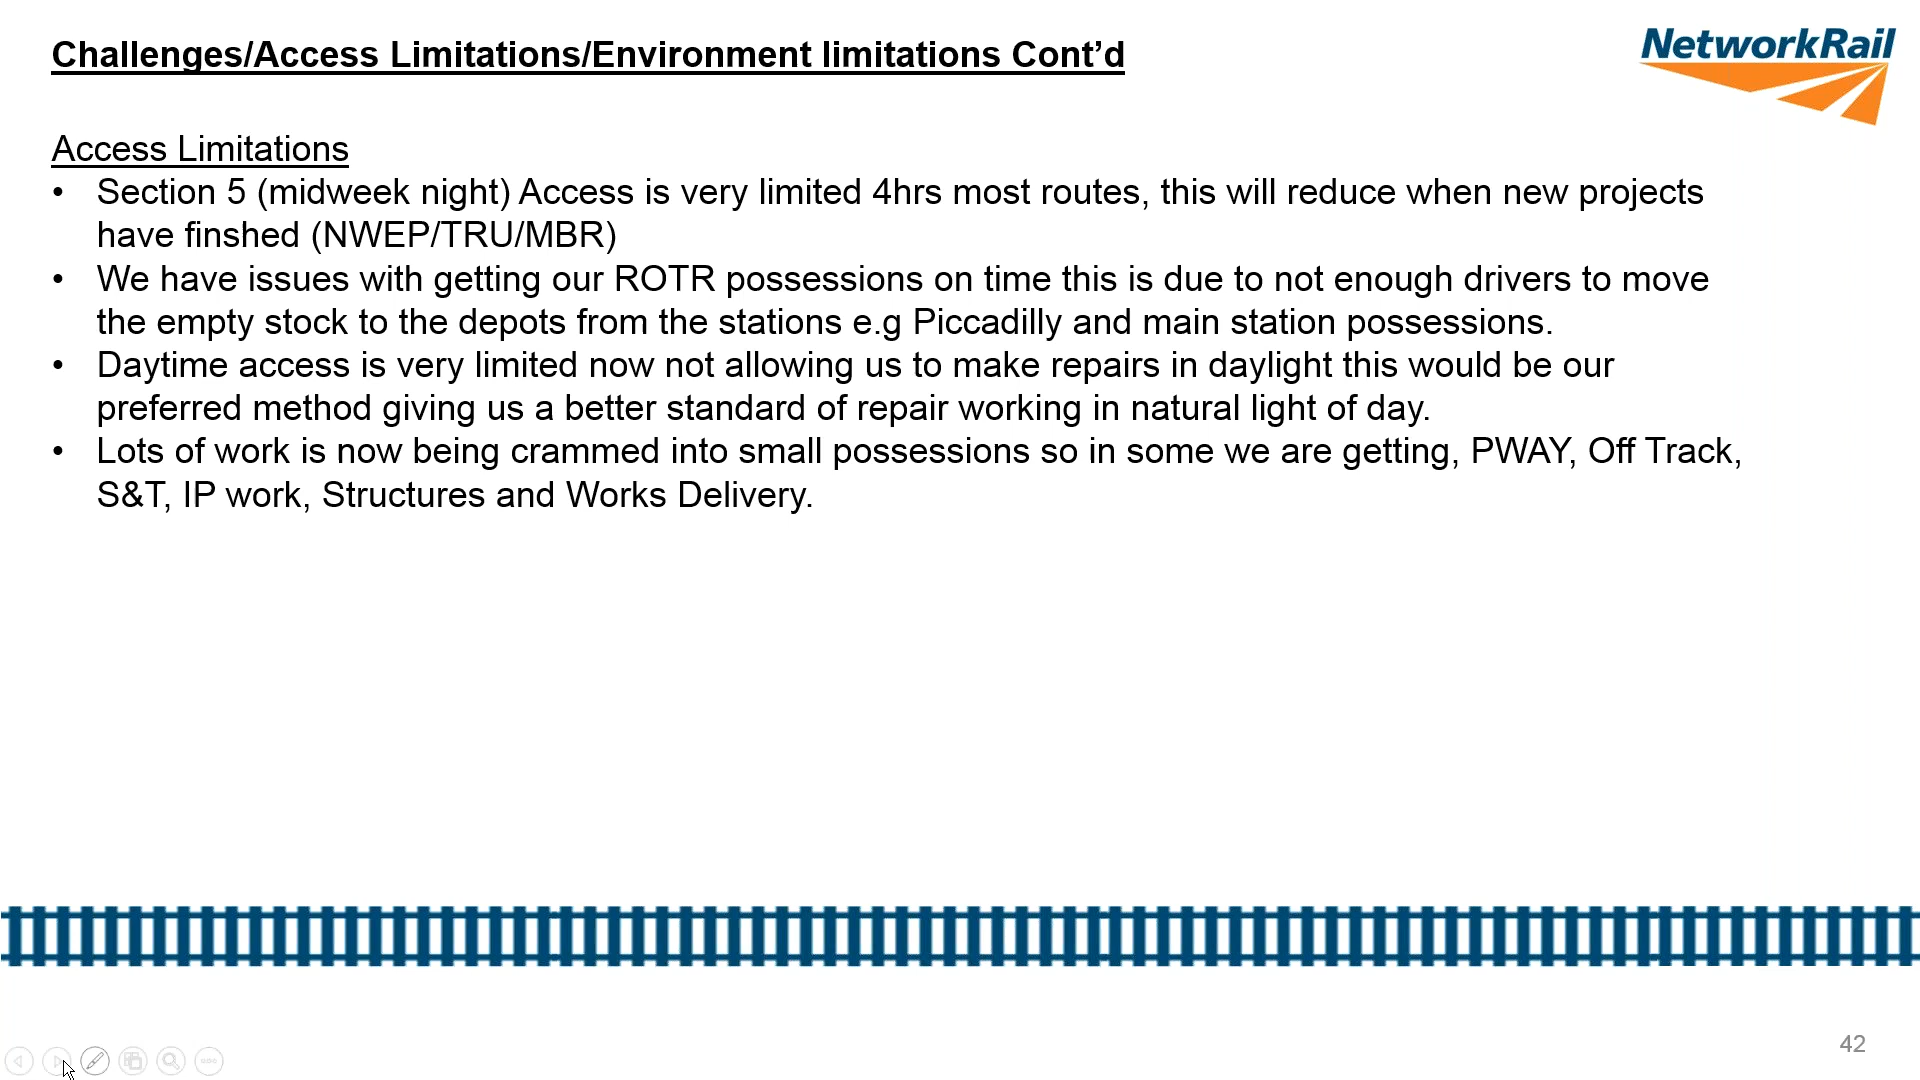 Challenges/Access Limitations/Environment limitations Cont’d
NetworkRail
Access Limitations
• Section 5 (midweek night) Access is very limited 4hrs most routes, this will reduce when new projects
have finshed (NWEP/TRU/MBR)
• We have issues with getting our ROTR possessions on time this is due to not enough drivers to move
the empty stock to the depots from the stations e.g Piccadilly and main station possessions.
• Daytime access is very limited now not allowing us to make repairs in daylight this would be our
preferred method giving us a better standard of repair working in natural light of day.
• Lots of work is now being crammed into small possessions so in some we are getting, PWAY, Off Track,
S&T, IP work, Structures and Works Delivery.
42